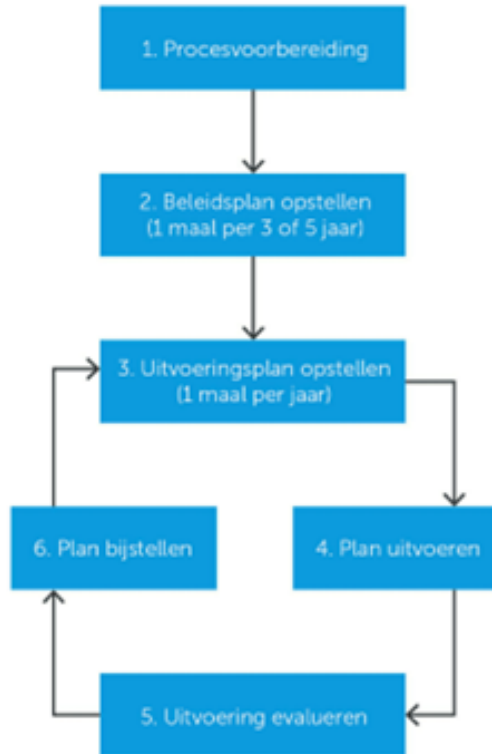 1. Procesvoorbereiding
2. Beleidsplan opstellen
(1 maal per 3 of 5 jaar)
3. Uitvoeringsplan opstellen
(1 maal per jaar)
6. Plan bijstellen
4. Plan uitvoeren
5. Uitvoering evalueren